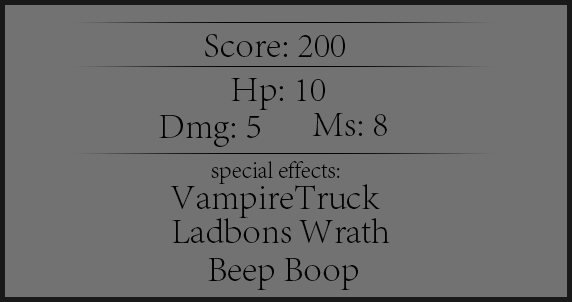 Score: 200
Hp: 10
Dmg: 5 Ms: 8
special effects:
VampireTruck
Ladbons Wrath
Beep Boop